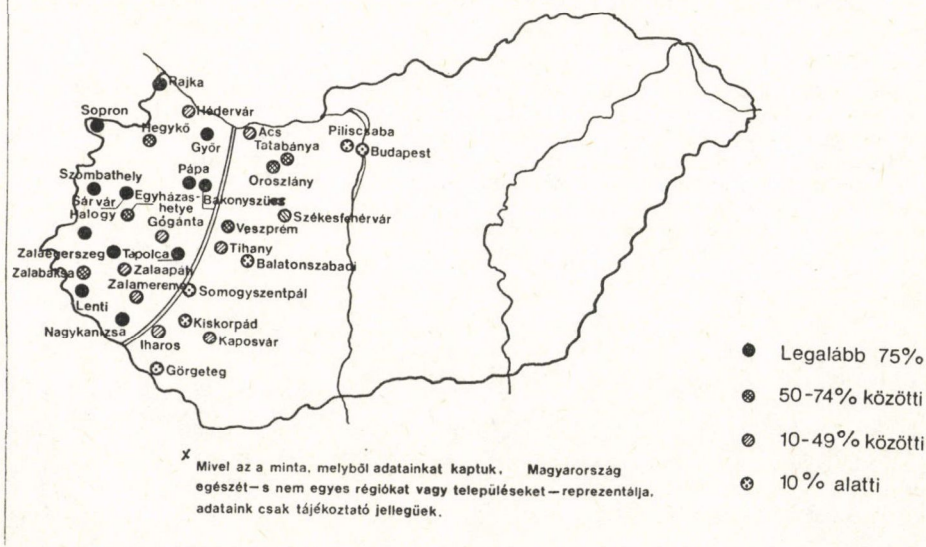 Rajka
Hédervár
Sopron
Hegykő
Győr
Ács
Tatabánya
Piliscsaba
Budapest
Oroszlány
Szombathely
Pápa
Sárvár
Egyházas-
hetye
Bakonyszücs
Halogy
Gógánta
Székesfehérvár
Veszprém
Tihany
Zalaegerszeg
Tapolca
Balatonszabadi
Zalabaksa
Zalaapáti
Zalamerenye
Somogyszentpál
Lenti
Nagykanizsa
Iharos
Kiskorpád
Kaposvár
Görgeteg
Legalább 75%
50-74% közötti
10-49% közötti
10% alatti
x Mivel az a minta, melyből adatainkat kaptuk, Magyarország
egészét—s nem egyes régiókat vagy településeket—reprezentálja,
adataink csak tájékoztató jellegüek.